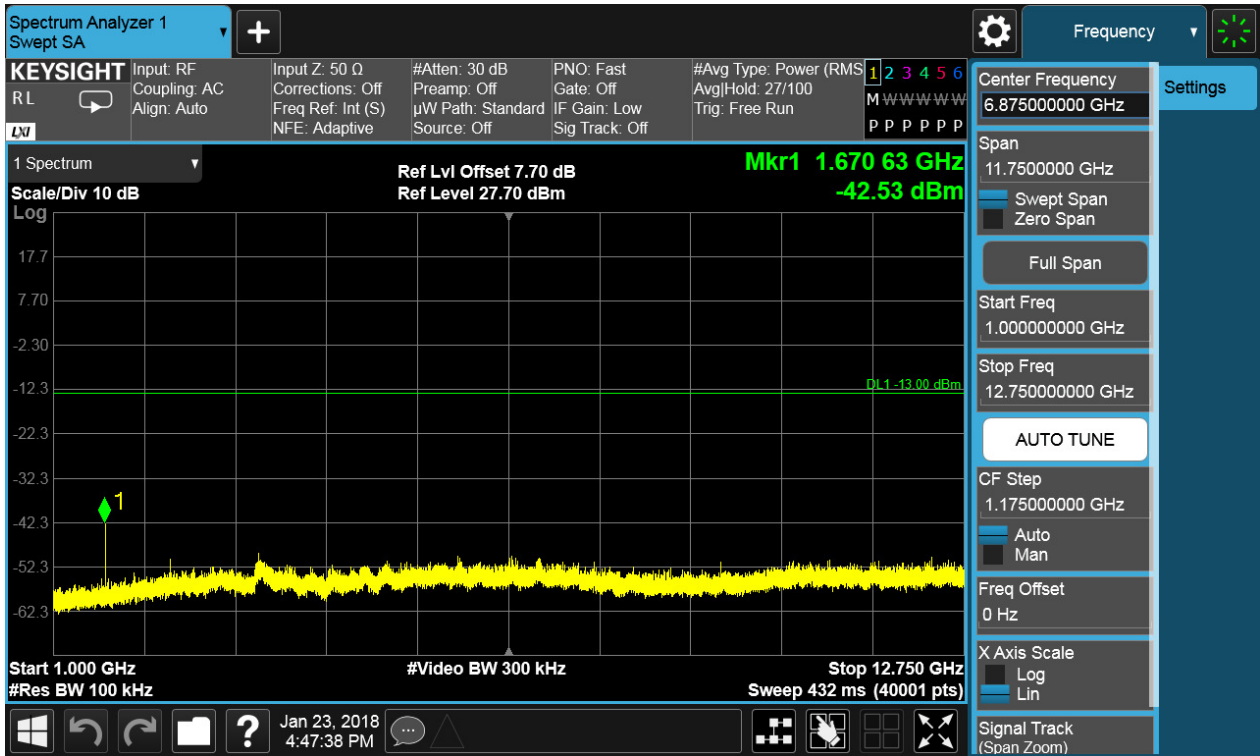 Spectrum Analyzer 1
Swept SA
Frequency
KEYSIGHT
R L
LXI
Input: RF
Coupling: AC
Align: Auto
Input Z: 50 Ω
Corrections: Off
Freq Ref: Int (S)
NFE: Adaptive
#Atten: 30 dB
Preamp: Off
µW Path: Standard
Source: Off
PNO: Fast
Gate: Off
IF Gain: Low
Sig Track: Off
#Avg Type: Power (RMS
Avg|Hold: 27/100
Trig: Free Run
1 2 3 4 5 6
M W W W W W
P P P P P P
1 Spectrum
Scale/Div 10 dB
Ref Lvl Offset 7.70 dB
Ref Level 27.70 dBm
Mkr1 1.670 63 GHz
-42.53 dBm
Log
17.7
7.70
-2.30
-12.3
DL1 -13.00 dBm
-22.3
-32.3
1
-42.3
-52.3
-62.3
Start 1.000 GHz
#Video BW 300 kHz
Stop 12.750 GHz
#Res BW 100 kHz
Sweep 432 ms (40001 pts)
Jan 23, 2018
4:47:38 PM
Center Frequency
6.875000000 GHz
Settings
Span
11.7500000 GHz
Swept Span
Zero Span
Full Span
Start Freq
1.000000000 GHz
Stop Freq
12.750000000 GHz
AUTO TUNE
CF Step
1.175000000 GHz
Auto
Man
Freq Offset
0 Hz
X Axis Scale
Log
Lin
Signal Track
(Span Zoom)